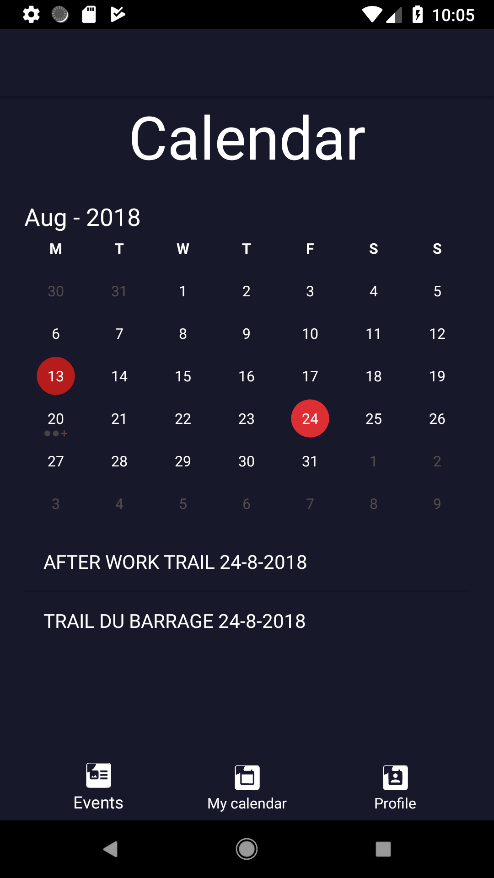 10:05
Calendar
Aug - 2018
M T W T F S S
30 31 1 2 3 4 5
6 7 8 9 10 11 12
13 14 15 16 17 18 19
20 21 22 23 24 25 26
27 28 29 30 31 1 2
3 4 5 6 7 8 9
AFTER WORK TRAIL 24-8-2018
TRAIL DU BARRAGE 24-8-2018
Events My calendar Profile